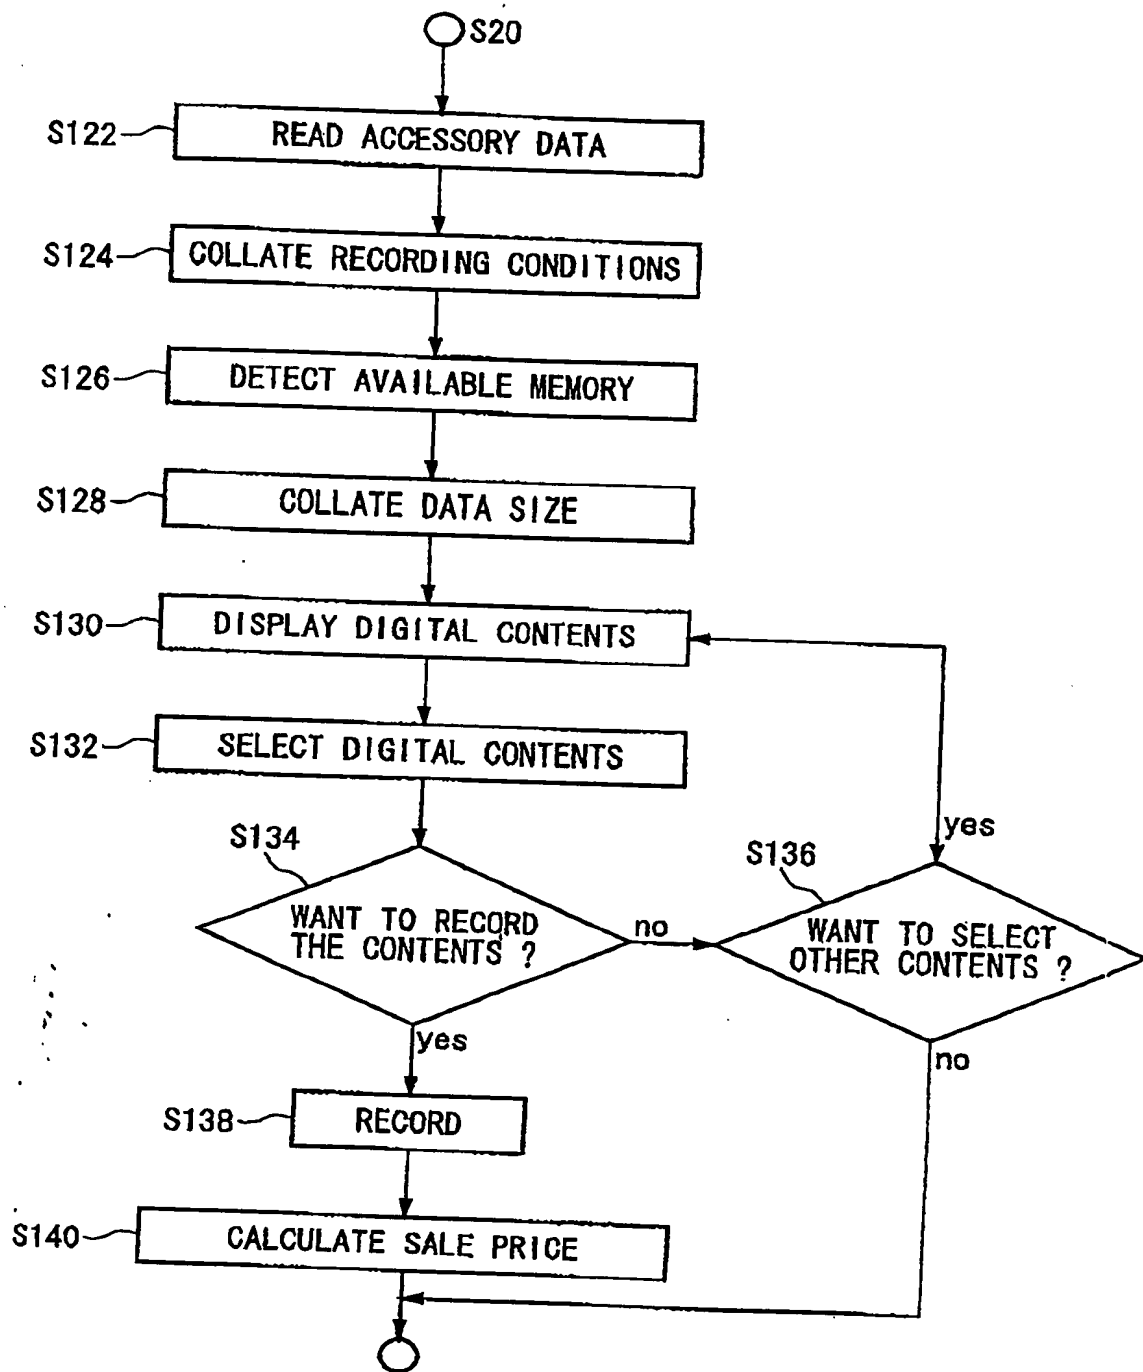 S20
S122
READ ACCESSORY DATA
S124
COLLATE RECORDING CONDITIONS
S126
DETECT AVAILABLE MEMORY
S128
COLLATE DATA SIZE
S130
DISPLAY DIGITAL CONTENTS
S132
SELECT DIGITAL CONTENTS
S134
WANT TO RECORD
THE CONTENTS ?
no
yes
S136
WANT TO SELECT
OTHER CONTENTS ?
yes
no
S138
RECORD
S140
CALCULATE SALE PRICE